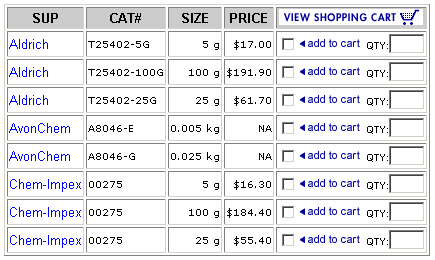 SUP CAT# SIZE PRICE VIEW SHOPPING CART
Aldrich T25402-5G 5 g $17.00 add to cart QTY:
Aldrich T25402-100G 100 g $191.90 add to cart QTY:
Aldrich T25402-25G 25 g $61.70 add to cart QTY:
AvonChem A8046-E 0.005 kg NA add to cart QTY:
AvonChem A8046-G 0.025 kg NA add to cart QTY:
Chem-Impex 00275 5 g $16.30 add to cart QTY:
Chem-Impex 00275 100 g $184.40 add to cart QTY:
Chem-Impex 00275 25 g $55.40 add to cart QTY: